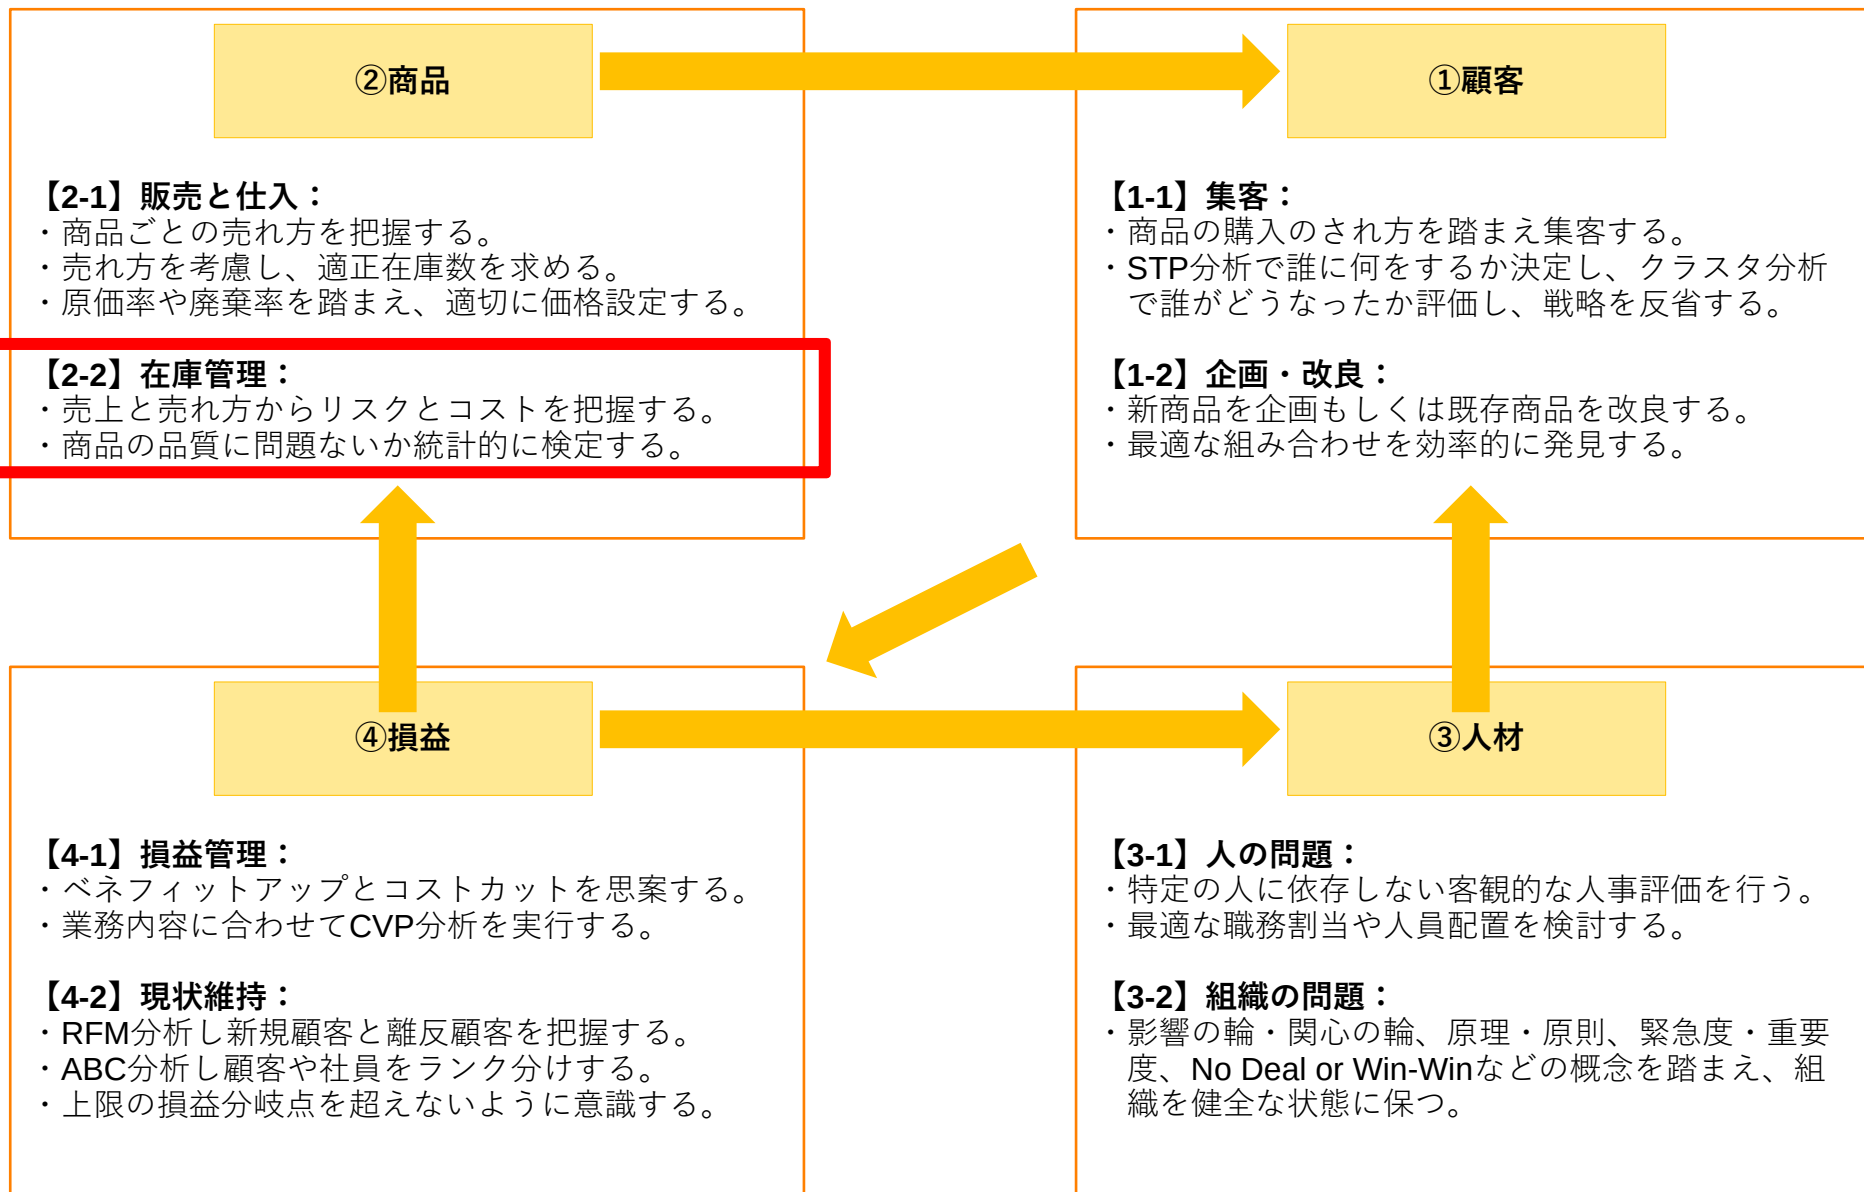 ②商品
【2-1】販売と仕入：
・商品ごとの売れ方を把握する。
・売れ方を考慮し、適正在庫数を求める。
・原価率や廃棄率を踏まえ、適切に価格設定する。
【2-2】在庫管理：
・売上と売れ方からリスクとコストを把握する。
・商品の品質に問題ないか統計的に検定する。
①顧客
【1-1】集客：
・商品の購入のされ方を踏まえ集客する。
・STP分析で誰に何をするか決定し、クラスタ分析
で誰がどうなったか評価し、戦略を反省する。
【1-2】企画・改良：
・新商品を企画もしくは既存商品を改良する。
・最適な組み合わせを効率的に発見する。
④損益
【4-1】損益管理：
・ベネフィットアップとコストカットを思案する。
・業務内容に合わせてCVP分析を実行する。
【4-2】現状維持：
・RFM分析し新規顧客と離反顧客を把握する。
・ABC分析し顧客や社員をランク分けする。
・上限の損益分岐点を超えないように意識する。
③人材
【3-1】人の問題：
・特定の人に依存しない客観的な人事評価を行う。
・最適な職務割当や人員配置を検討する。
【3-2】組織の問題：
・影響の輪・関心の輪、原理・原則、緊急度・重要
度、No Deal or Win-Winなどの概念を踏まえ、組
織を健全な状態に保つ。